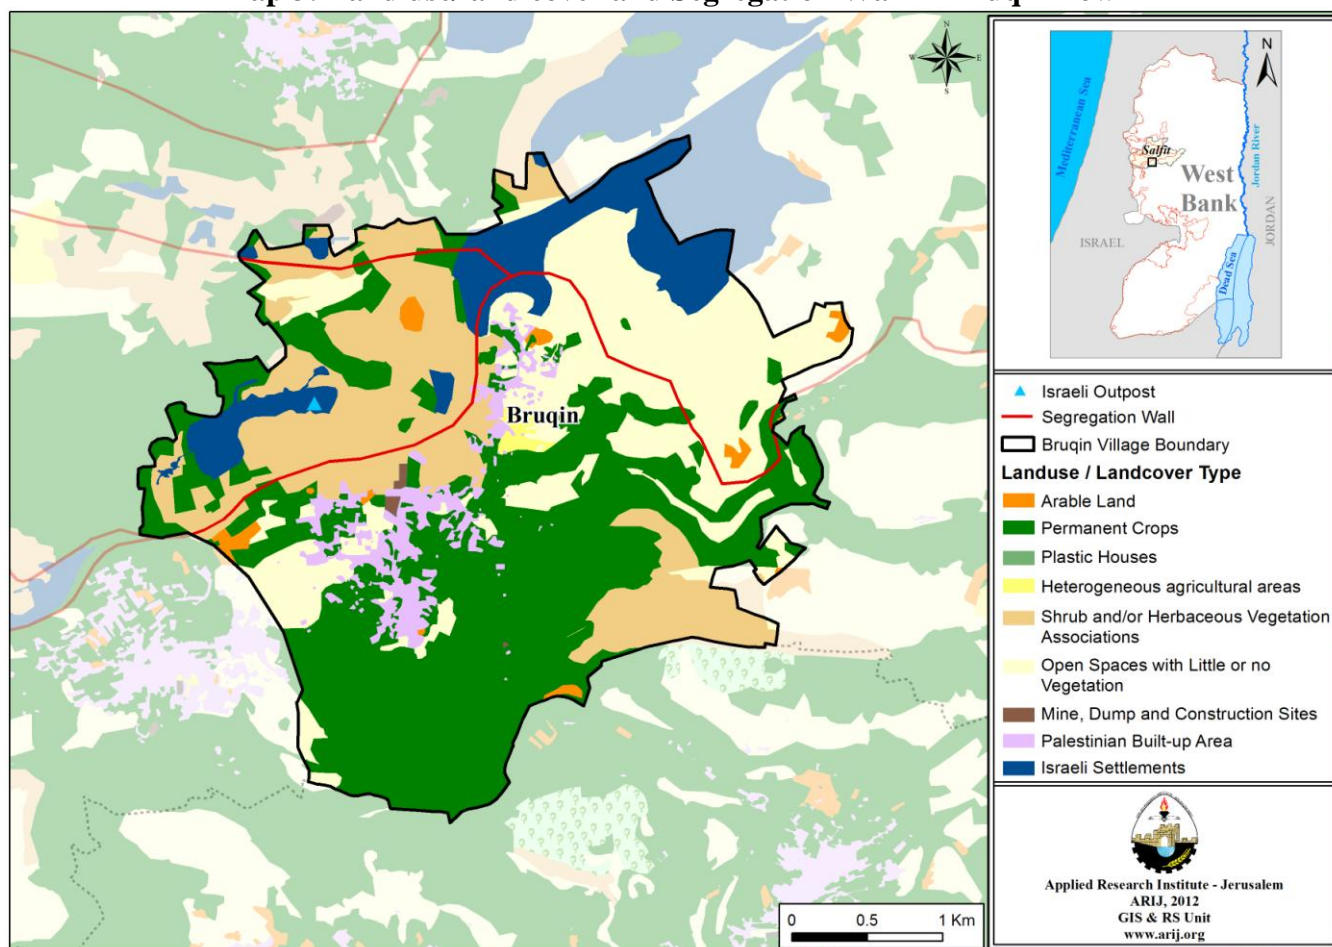 N
W E
S
Bruqin
0 0.5 1 Km
N
Mediterranean Sea
Salfit
West
Bank
Jordan River
ISRAEL
JORDAN
Dead Sea
Israeli Outpost
Segregation Wall
Bruqin Village Boundary
Landuse / Landcover Type
Arable Land
Permanent Crops
Plastic Houses
Heterogeneous agricultural areas
Shrub and/or Herbaceous Vegetation
Associations
Open Spaces with Little or no
Vegetation
Mine, Dump and Construction Sites
Palestinian Built-up Area
Israeli Settlements
Applied Research Institute - Jerusalem
ARIJ, 2012
GIS & RS Unit
www.arij.org